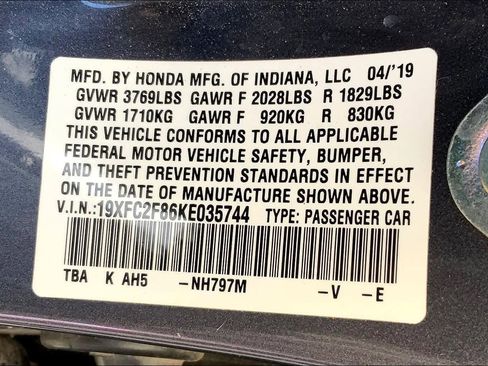 MFD. BY HONDA MFG. OF INDIANA, LLC 04/'19
GVWR 3769LBS GAWR F 2028LBS R 1829LBS
GVWR 1710KG GAWR F 920KG R 830KG
THIS VEHICLE CONFORMS TO ALL APPLICABLE
FEDERAL MOTOR VEHICLE SAFETY, BUMPER,
AND THEFT PREVENTION STANDARDS IN EFFECT
ON THE DATE OF MANUFACTURE SHOWN ABOVE.
V.I.N.:19XFC2F86KE035744 TYPE: PASSENGER CAR
TBA K AH5 -NH797M -V -E